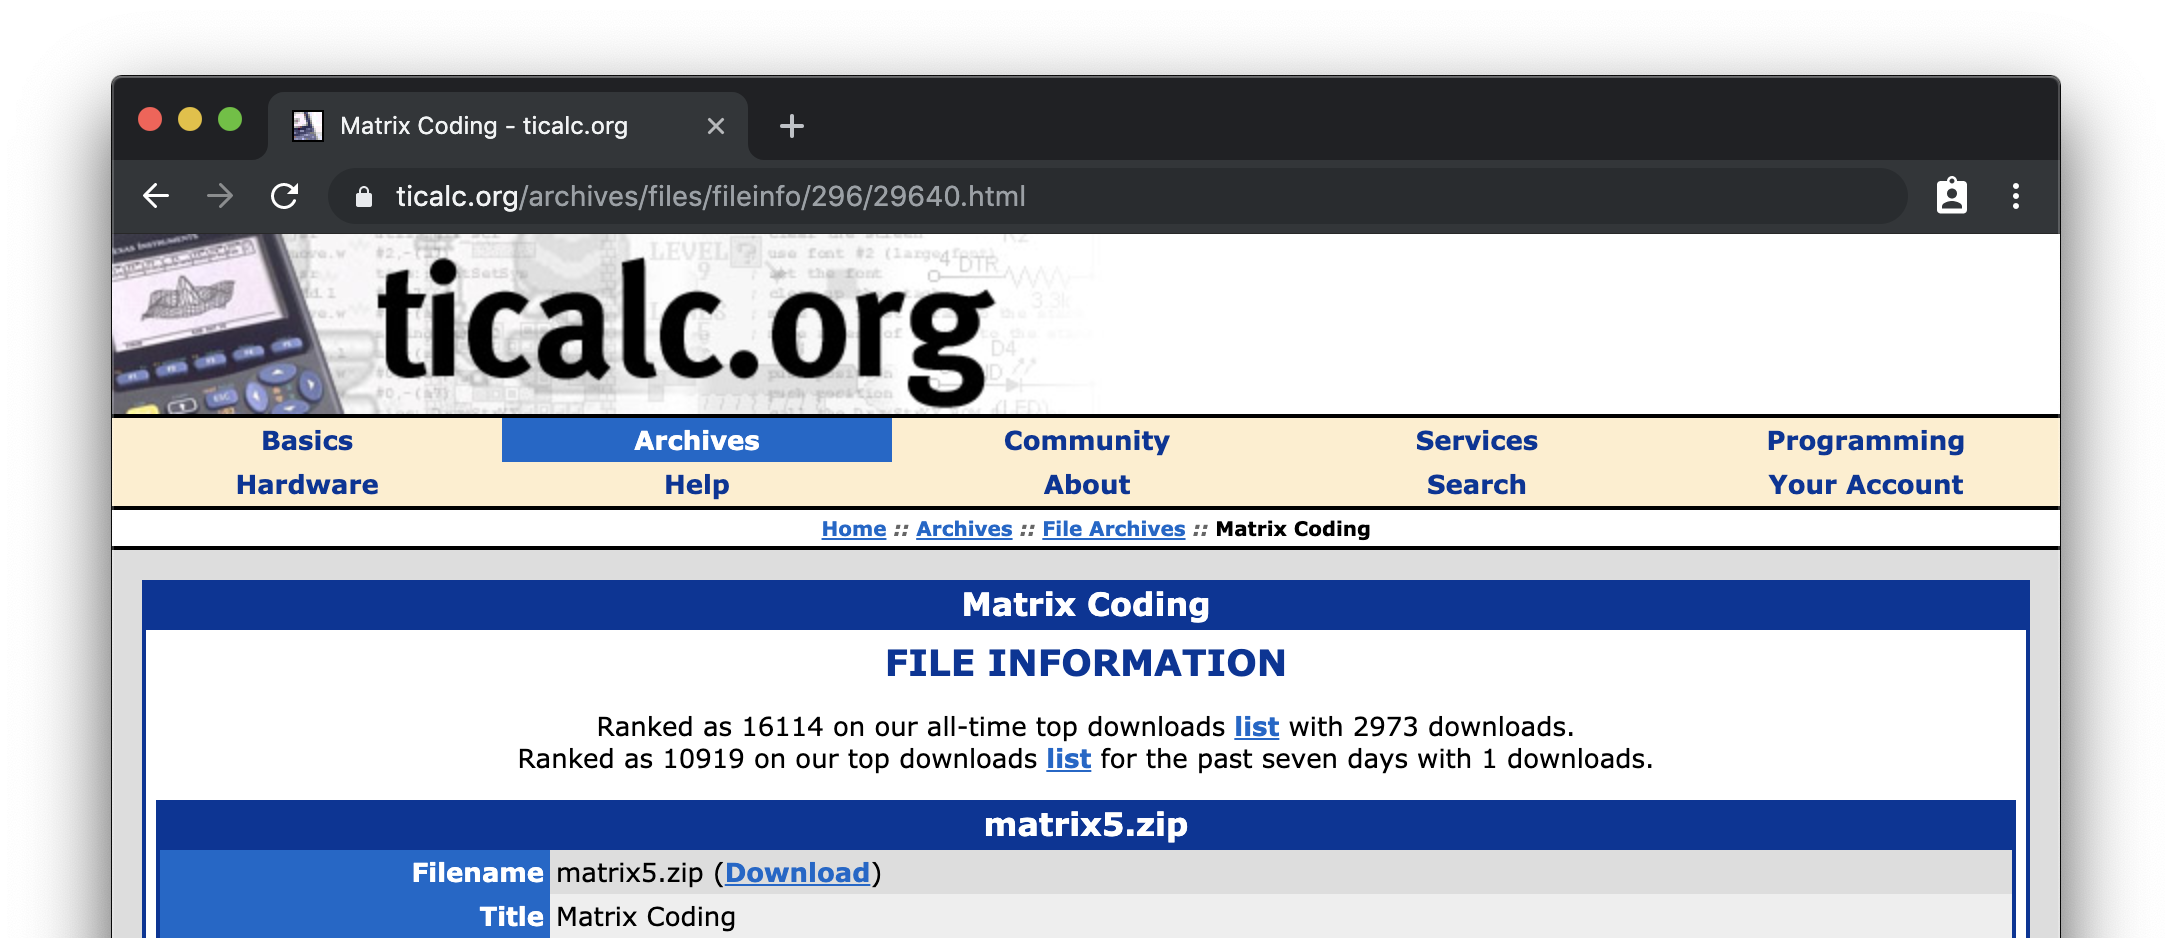 Matrix Coding - ticalc.org
ticalc.org/archives/files/fileinfo/296/29640.html
ticalc.org
Basics Archives Community Services Programming
Hardware Help About Search Your Account
Home :: Archives :: File Archives :: Matrix Coding
Matrix Coding
FILE INFORMATION
Ranked as 16114 on our all-time top downloads list with 2973 downloads.
Ranked as 10919 on our top downloads list for the past seven days with 1 downloads.
matrix5.zip
Filename matrix5.zip (Download)
Title Matrix Coding